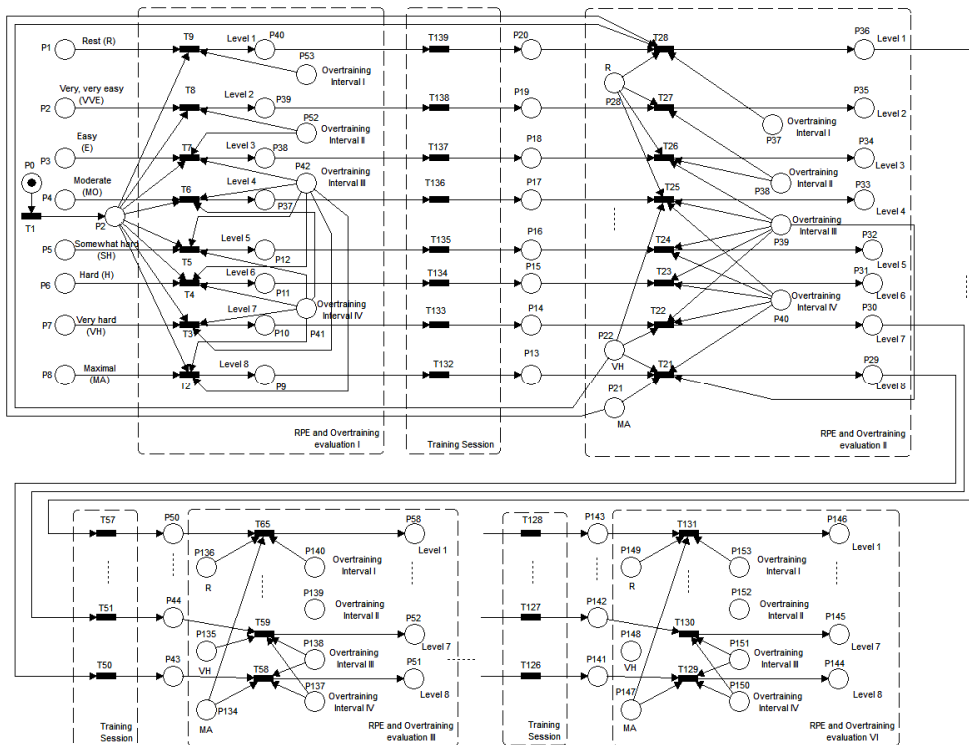 P1 Rest (R) T9 Level 1 P40 T139 P20 T28 P36 Level 1
P53
Overtraining
Interval I
R
P28
Very, very easy
(VVE)
P2 T8 Level 2 P39 T138 P19 T27 P35 Level 2
P52
Overtraining
Interval II
Overtraining
Interval I
P37
Easy
(E)
P3 T7 Level 3 P38 T137 P18 T26 P34 Level 3
P0
P42
Overtraining
Interval III
Overtraining
Interval II
P38
Moderate
(MO)
P4 T6 Level 4 P37 T136 P17 T25 P33 Level 4
T1
P2
Overtraining
Interval III
P39
Somewhat hard
(SH)
P5 T5 Level 5 P12 T135 P16 T24 P32 Level 5
Hard (H)
P6 T4 Level 6 P11 T134 P15 T23 P31 Level 6
Overtraining
Interval IV
P41
Overtraining
Interval IV
P40
Very hard
(VH)
P7 T3 Level 7 P10 T133 P14 T22 P30 Level 7
P22
VH
Maximal
(MA)
P8 T2 Level 8 P9 T132 P13 T21 P29 Level 8
P21
MA
RPE and Overtraining
evaluation I
Training Session
RPE and Overtraining
evaluation II
T57 P50 T65 P58 Level 1 T128 P143 T131 P146 Level 1
P136
R
P140
Overtraining
Interval I
P149
R
P153
Overtraining
Interval I
P139
Overtraining
Interval II
P152
Overtraining
Interval II
T51 P44 T59 P52 Level 7 T127 P142 T130 P145 Level 7
P135
VH
P138
Overtraining
Interval III
P148
VH
P151
Overtraining
Interval III
T50 P43 T58 P51 Level 8 T126 P141 T129 P144 Level 8
P134
MA
P137
Overtraining
Interval IV
P147
MA
P150
Overtraining
Interval IV
Training
Session
RPE and Overtraining
evaluation III
Training
Session
RPE and Overtraining
evaluation VI